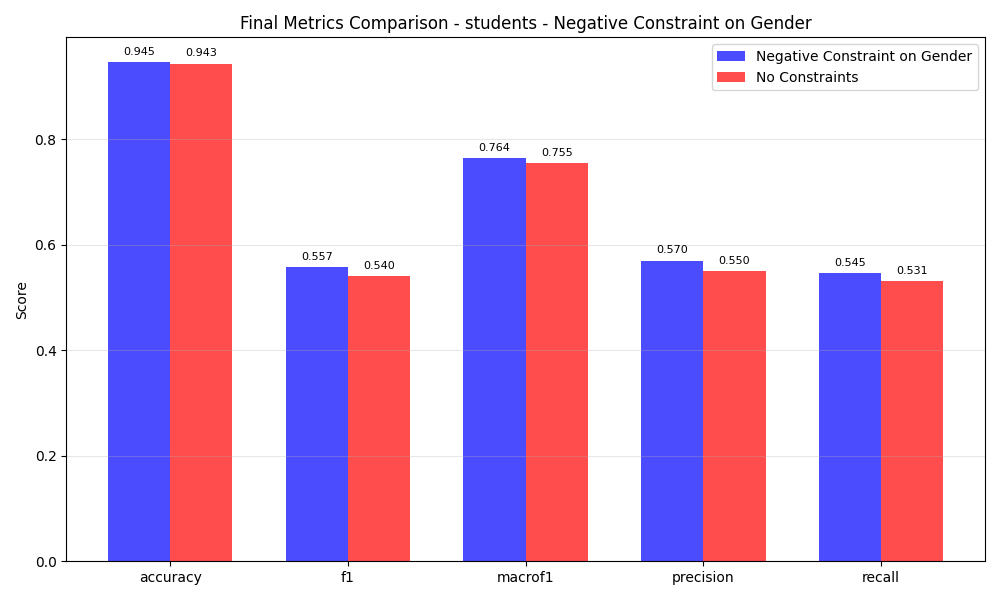 Final Metrics Comparison - students - Negative Constraint on Gender
Negative Constraint on Gender
No Constraints
Score
0.8
0.6
0.4
0.2
0.0
0.945
0.943
0.557
0.540
0.764
0.755
0.570
0.550
0.545
0.531
accuracy
f1
macrof1
precision
recall